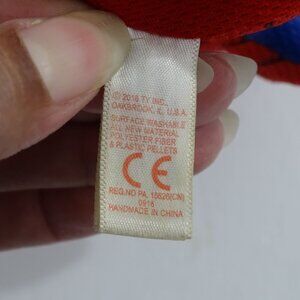 © 2016 TY INC.,
OAKBROOK, IL, U.S.A.
SURFACE WASHABLE
ALL NEW MATERIAL
POLYESTER FIBER
& PLASTIC PELLETS
CE
REG.NO PA. 15626(CN)
0916
HANDMADE IN CHINA